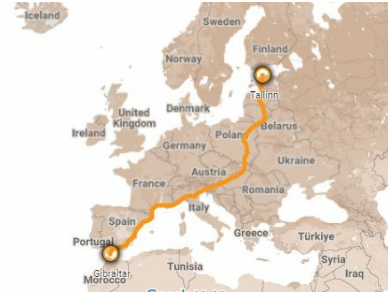 Iceland
Sweden
Finland
Norway
Tallinn
United
Kingdom
Denmark
Ireland
Poland
Belarus
Germany
Ukraine
Austria
France
Romania
Italy
Spain
Portugal
Greece
Türkiye
Gibraltar
Tunisia
Syria
Iraq
Morocco